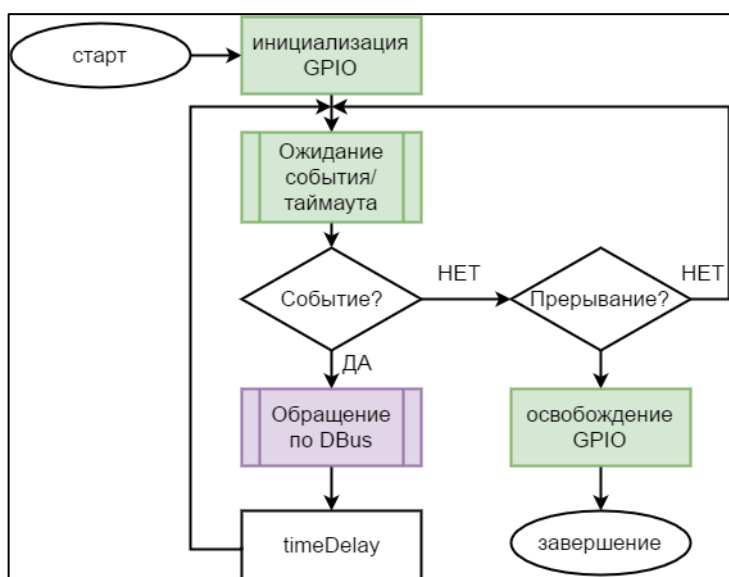 старт
инициализация
GPIO
Ожидание
события/
таймаута
Событие?
НЕТ
Прерывание?
НЕТ
ДА
Обращение
по DBus
освобождение
GPIO
timeDelay
завершение